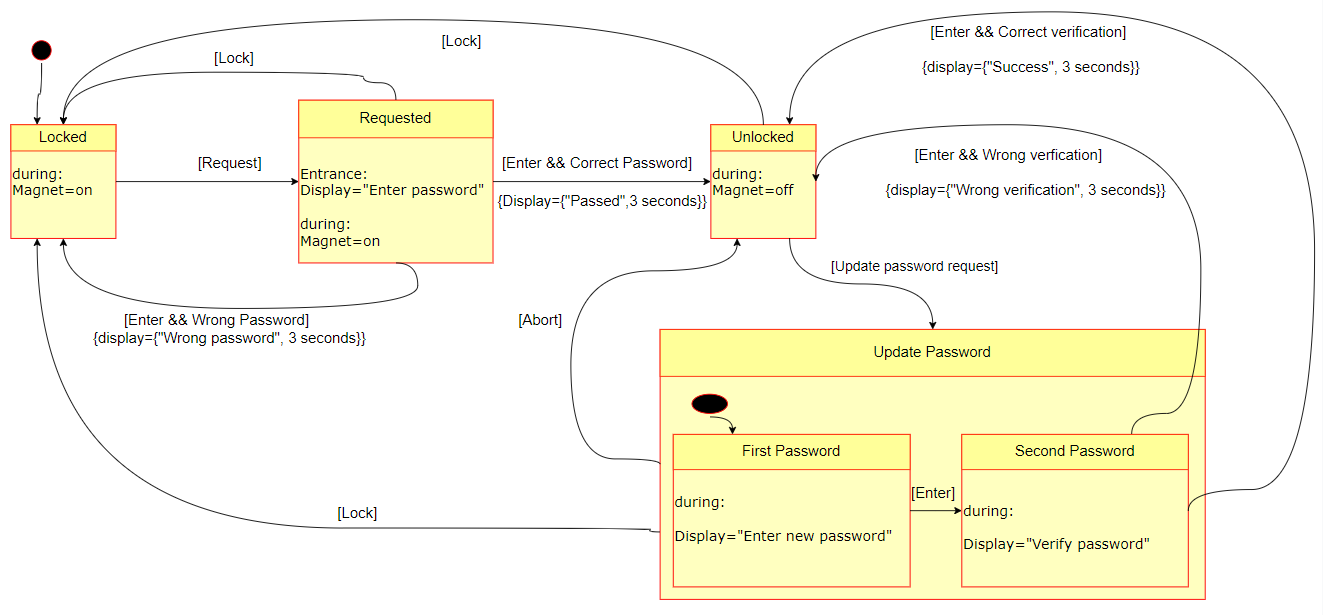 [Lock]
[Enter && Correct verification]
{display={"Success", 3 seconds}}
[Lock]
Locked
during:
Magnet=on
[Request]
Requested
Entrance:
Display="Enter password"
during:
Magnet=on
[Enter && Correct Password]
{Display={"Passed",3 seconds}}
Unlocked
during:
Magnet=off
[Enter && Wrong verfication]
{display={"Wrong verification", 3 seconds}}
[Update password request]
[Enter && Wrong Password]
{display={"Wrong password", 3 seconds}}
[Abort]
Update Password
First Password
during:
Display="Enter new password"
[Enter]
Second Password
during:
Display="Verify password"
[Lock]